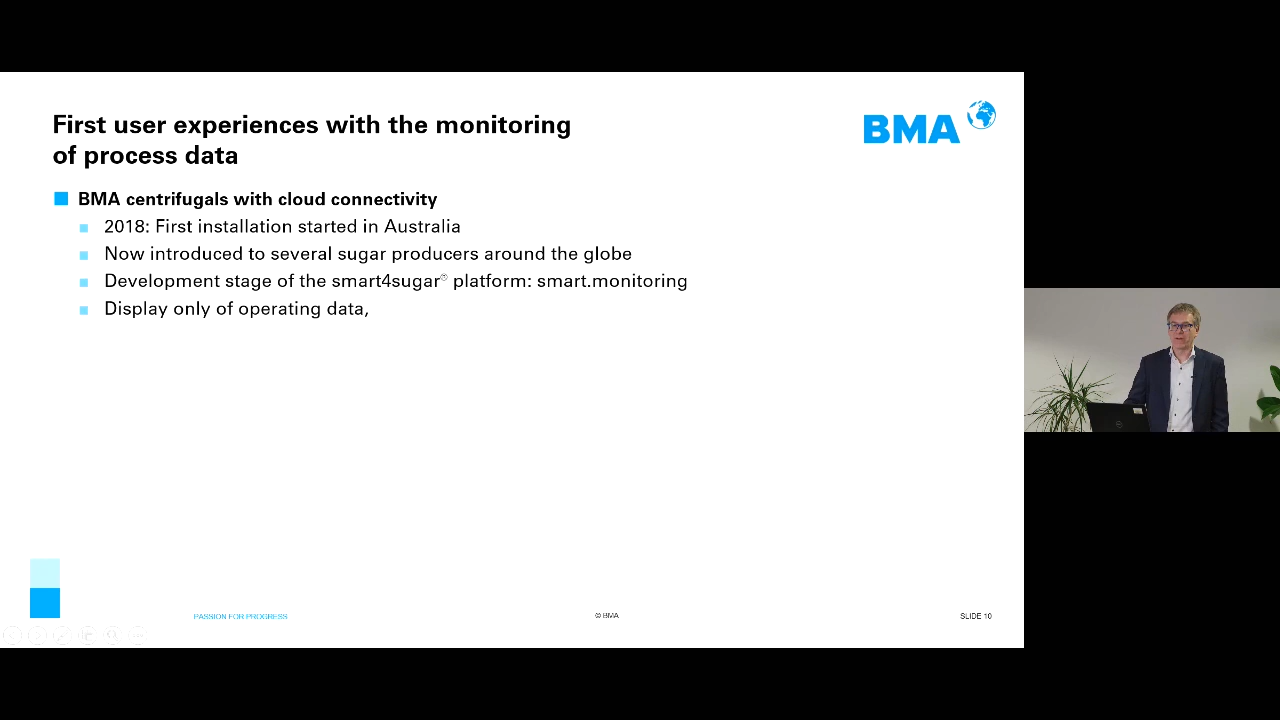 First user experiences with the monitoring
of process data
BMA
BMA centrifugals with cloud connectivity
2018: First installation started in Australia
Now introduced to several sugar producers around the globe
Development stage of the smart4sugar® platform: smart.monitoring
Display only of operating data,
PASSION FOR PROGRESS
© BMA
SLIDE 10